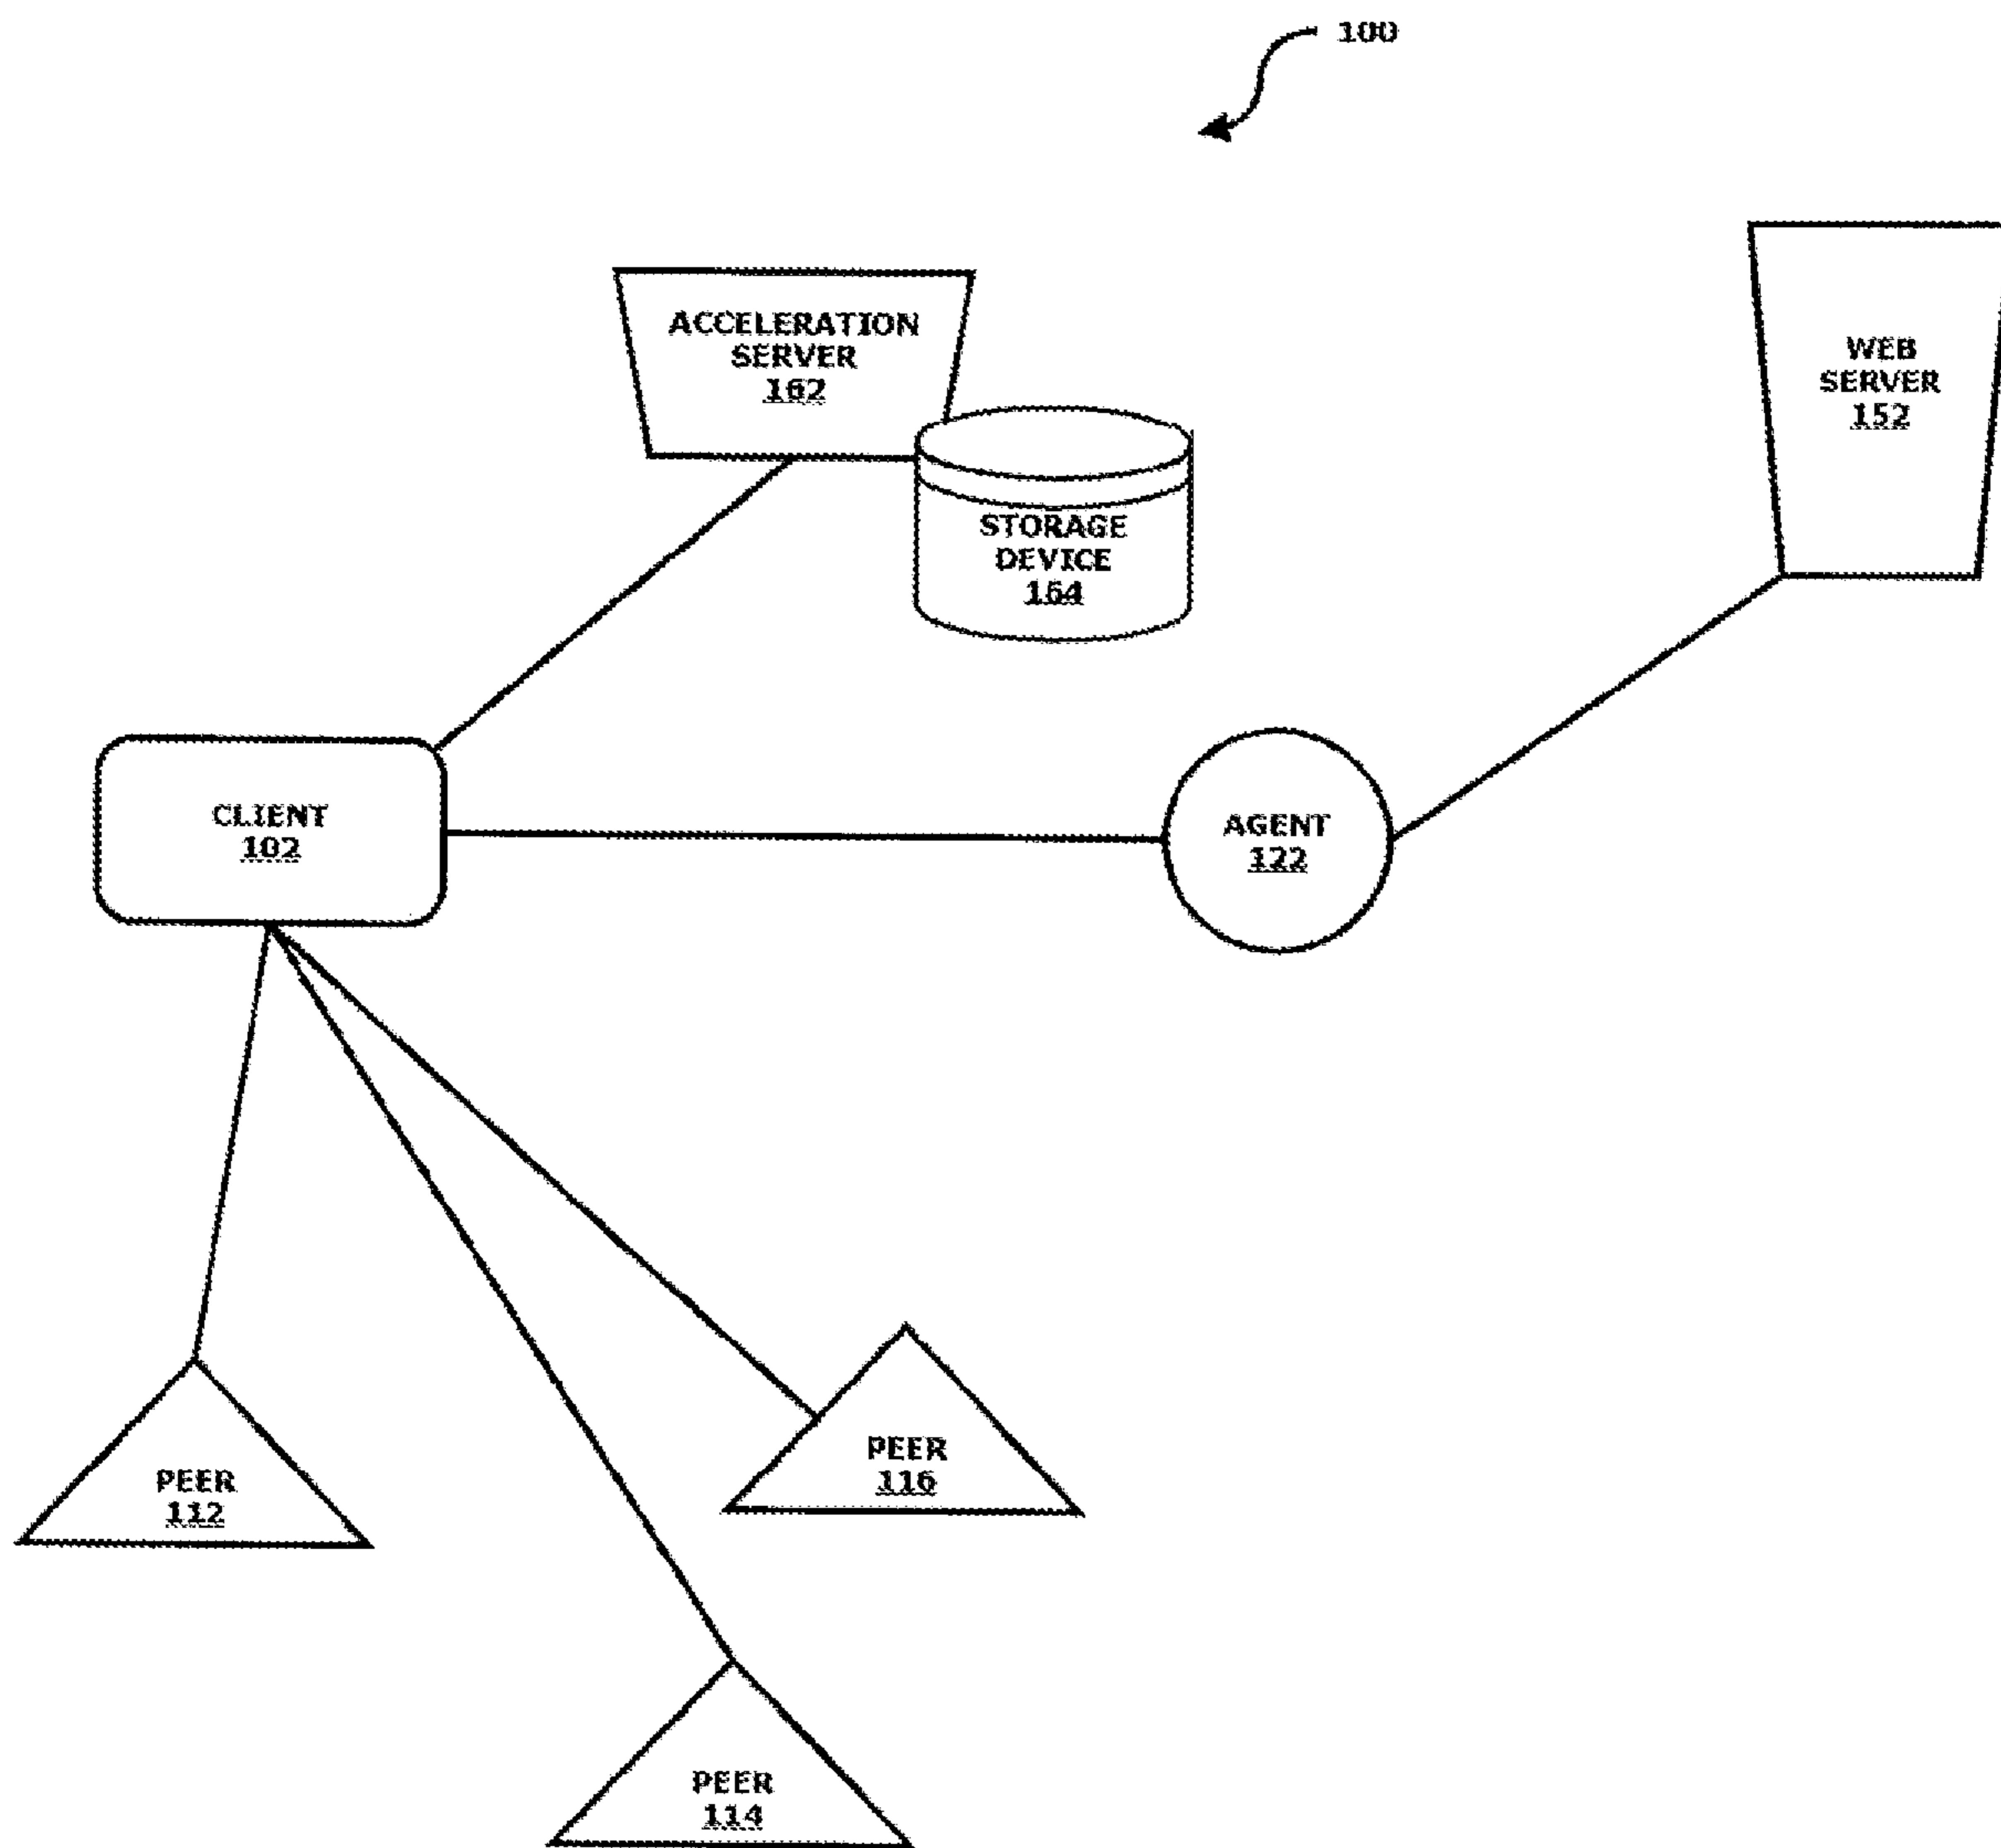 100
ACCELERATION
SERVER
162
WEB
SERVER
152
STORAGE
DEVICE
164
CLIENT
102
AGENT
122
PEER
116
PEER
112
PEER
114